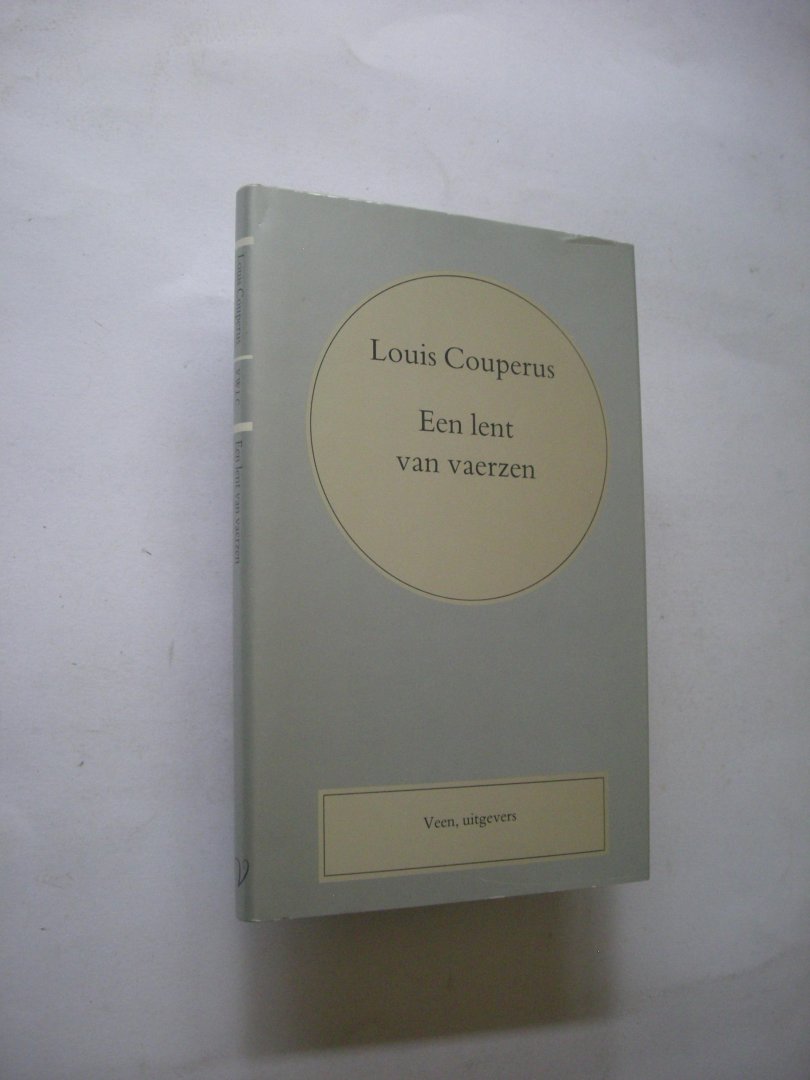 Louis Couperus
Een lent
van vaerzen
Veen, uitgevers
Louis Couperus
V.W.L.C.
Een lent van vaerzen
V